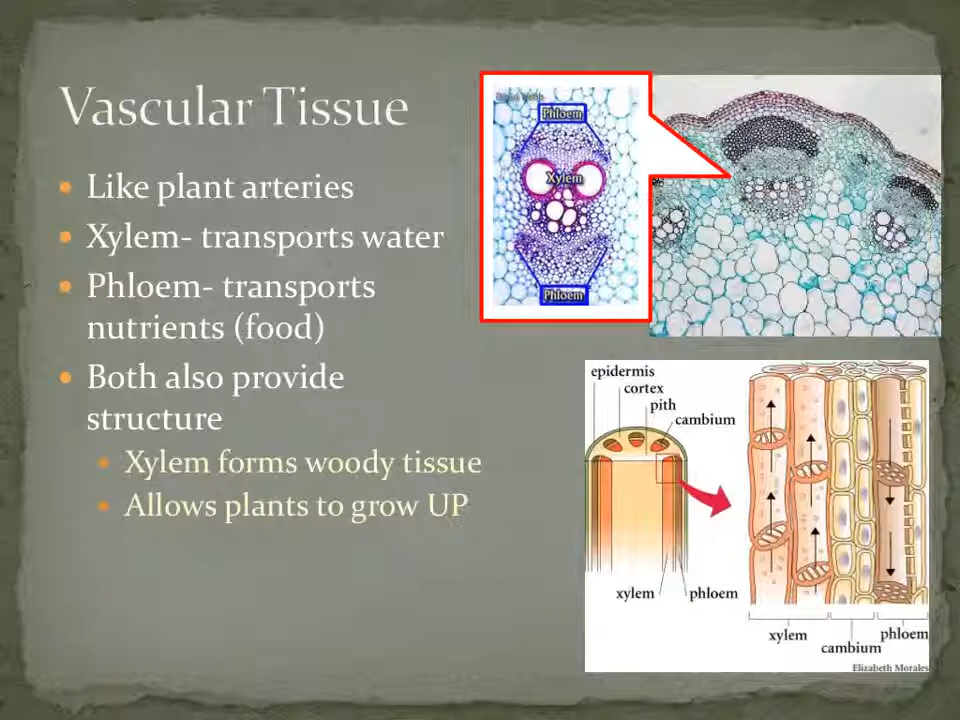 Vascular Tissue
Like plant arteries
Xylem- transports water
Phloem- transports
nutrients (food)
Both also provide
structure
Xylem forms woody tissue
Allows plants to grow UP
Phloem
Xylem
Phloem
epidermis
cortex
pith
cambium
xylem
phloem
xylem
cambium
phloem
Elizabeth Morales